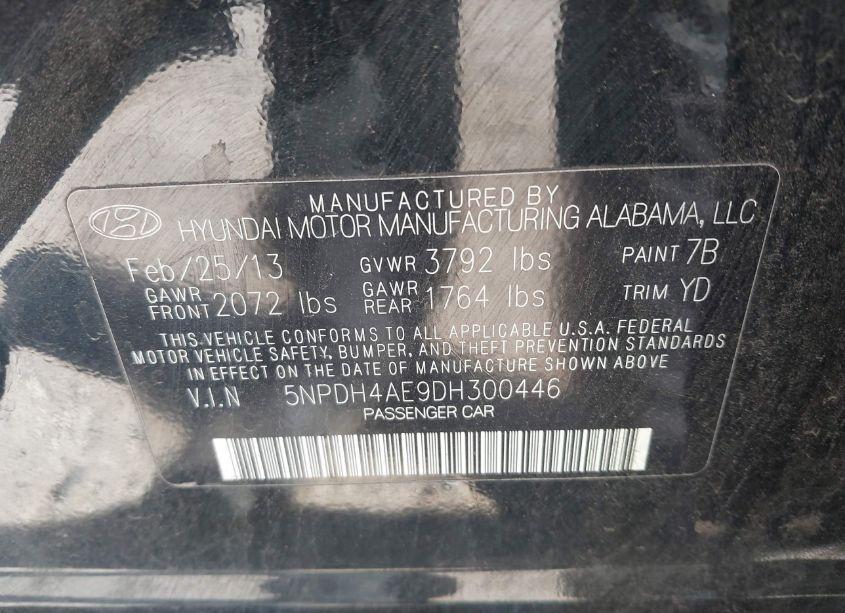 MANUFACTURED BY
HYUNDAI MOTOR MANUFACTURING ALABAMA, LLC
Feb/25/13 GVWR 3792 lbs PAINT 7B
GAWR FRONT 2072 lbs GAWR REAR 1764 lbs TRIM YD
THIS VEHICLE CONFORMS TO ALL APPLICABLE U.S.A. FEDERAL
MOTOR VEHICLE SAFETY, BUMPER, AND THEFT PREVENTION STANDARDS
IN EFFECT ON THE DATE OF MANUFACTURE SHOWN ABOVE
V.I.N 5NPDH4AE9DH300446
PASSENGER CAR